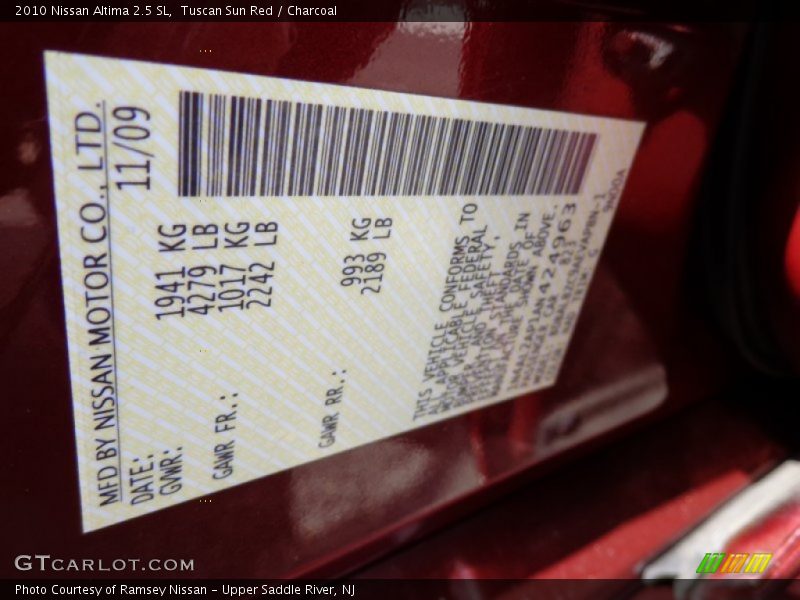 2010 Nissan Altima 2.5 SL,  Tuscan Sun Red / Charcoal
MFD BY NISSAN MOTOR CO., LTD.
DATE: 11/09
GVWR: 1941 KG
4279 LB
GAWR FR.: 1017 KG
2242 LB
GAWR RR.: 993 KG
2189 LB
THIS VEHICLE CONFORMS TO
ALL APPLICABLE FEDERAL
MOTOR VEHICLE SAFETY,
BUMPER, AND THEFT
PREVENTION STANDARDS IN
EFFECT ON THE DATE OF
MANUFACTURE SHOWN ABOVE.
424963
PASSENGER CAR
GTCARLOT.COM
Photo Courtesy of Ramsey Nissan - Upper Saddle River, NJ